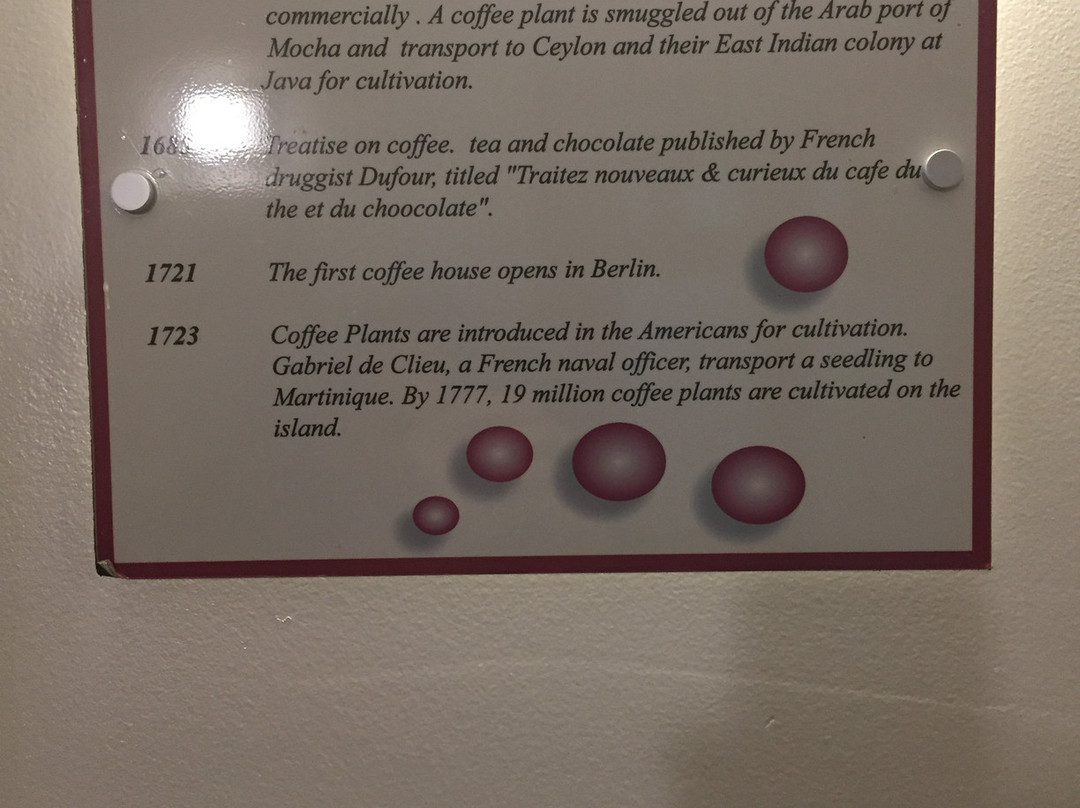 commercially . A coffee plant is smuggled out of the Arab port of
Mocha and transport to Ceylon and their East Indian colony at
Java for cultivation.
Treatise on coffee. tea and chocolate published by French
druggist Dufour, titled "Traitez nouveaux & curieux du cafe du
the et du choocolate".
1721 The first coffee house opens in Berlin.
1723 Coffee Plants are introduced in the Americans for cultivation.
Gabriel de Clieu, a French naval officer, transport a seedling to
Martinique. By 1777, 19 million coffee plants are cultivated on the
island.